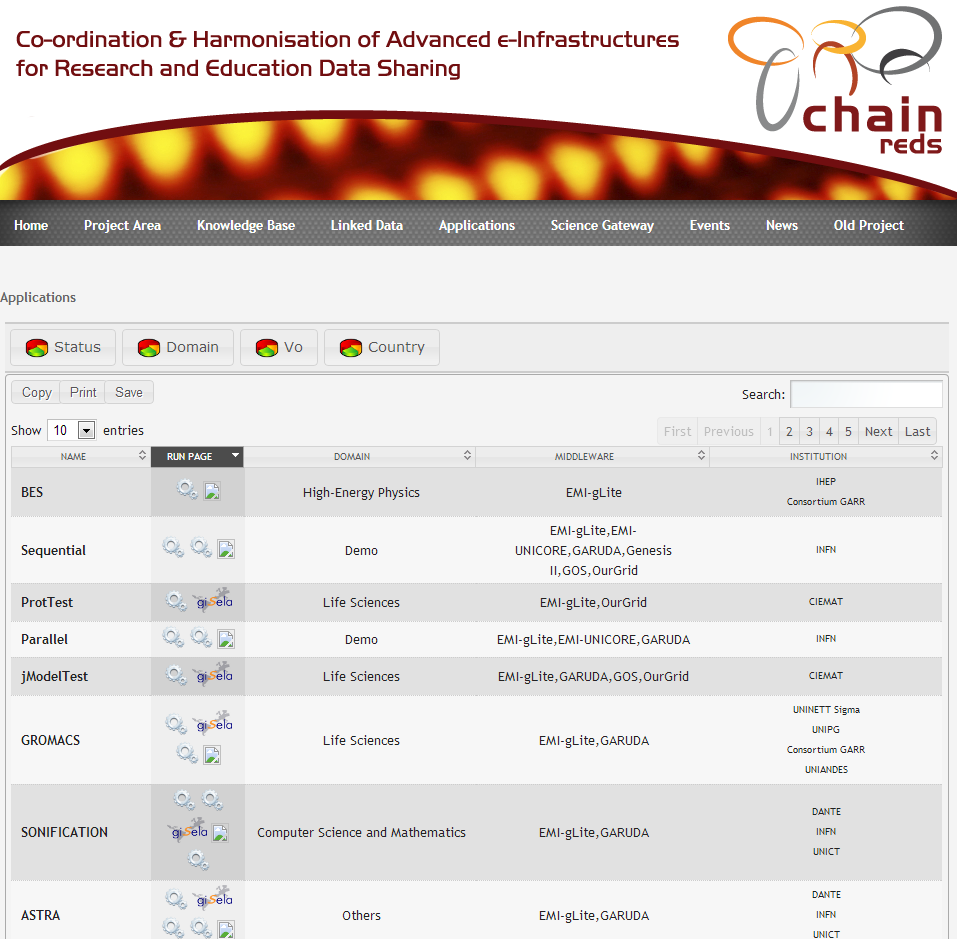 Co-ordination & Harmonisation of Advanced e-Infrastructures
for Research and Education Data Sharing
chain
reds
Home Project Area Knowledge Base Linked Data Applications Science Gateway Events News Old Project
Applications
Status Domain Vo Country
Copy Print Save Search:
Show 10 entries First Previous 1 2 3 4 5 Next Last
NAME RUN PAGE DOMAIN MIDDLEWARE INSTITUTION
BES High-Energy Physics EMI-gLite IHEP
Consortium GARR
Sequential Demo EMI-gLite,EMI-
UNICORE,GARUDA,Genesis
II,GOS,OurGrid INFN
ProtTest gisela Life Sciences EMI-gLite,OurGrid CIEMAT
Parallel Demo EMI-gLite,EMI-UNICORE,GARUDA INFN
jModelTest gisela Life Sciences EMI-gLite,GARUDA,GOS,OurGrid CIEMAT
GROMACS gisela Life Sciences EMI-gLite,GARUDA UNINETT Sigma
UNIPG
Consortium GARR
UNIANDES
SONIFICATION gisela Computer Science and Mathematics EMI-gLite,GARUDA DANTE
INFN
UNICT
ASTRA gisela Others EMI-gLite,GARUDA DANTE
INFN
UNICT